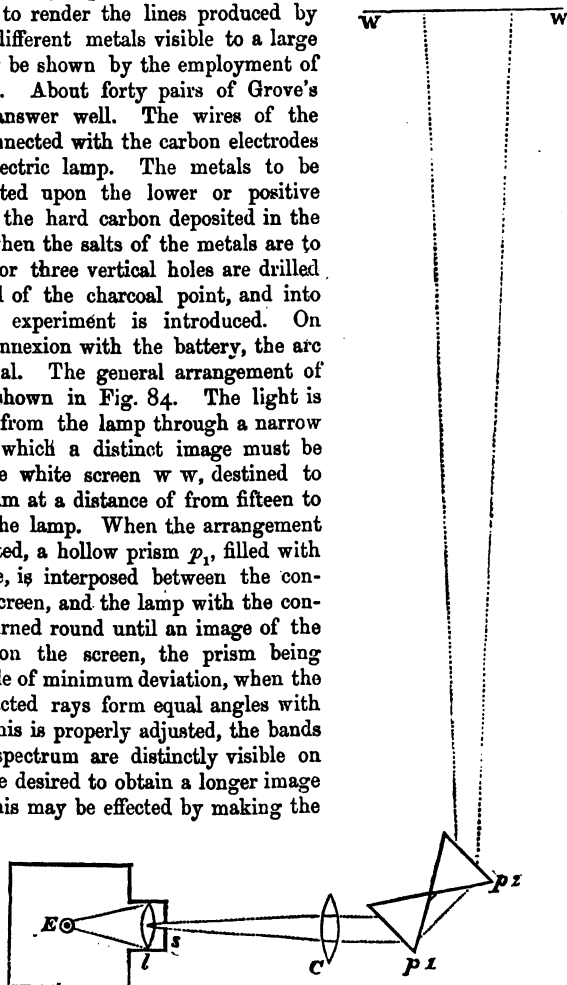 to render the lines produced by
different metals visible to a large
be shown by the employment of
. About forty pairs of Grove's
answer well. The wires of the
nnected with the carbon electrodes
ectric lamp. The metals to be
ted upon the lower or positive
the hard carbon deposited in the
hen the salts of the metals are to
or three vertical holes are drilled
l of the charcoal point, and into
experiment is introduced. On
nnexion with the battery, the arc
al. The general arrangement of
shown in Fig. 84. The light is
from the lamp through a narrow
which a distinct image must be
e white screen W W, destined to
m at a distance of from fifteen to
he lamp. When the arrangement
ted, a hollow prism p₁, filled with
e, is interposed between the con-
creen, and the lamp with the con-
rned round until an image of the
on the screen, the prism being
le of minimum deviation, when the
cted rays form equal angles with
his is properly adjusted, the bands
spectrum are distinctly visible on
e desired to obtain a longer image
his may be effected by making the
W W
p2
E
s
l
C
p1